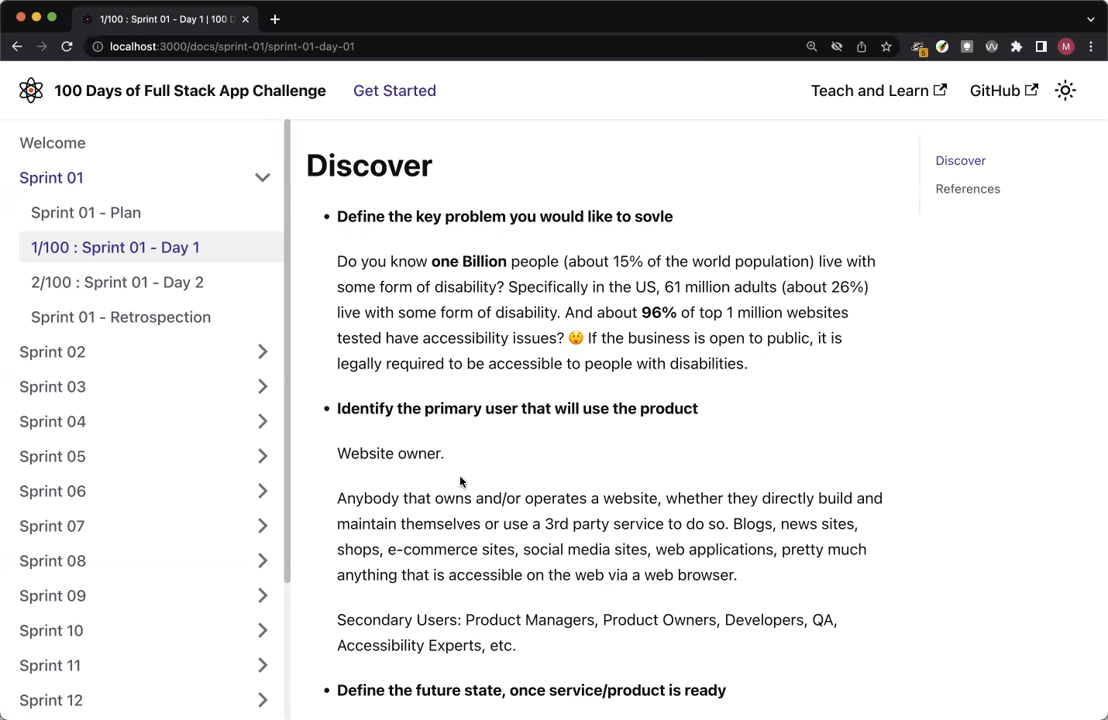 1/100 : Sprint 01 - Day 1 | 100 D
localhost:3000/docs/sprint-01/sprint-01-day-01
6
M
100 Days of Full Stack App Challenge
Get Started
Teach and Learn
GitHub
Welcome
Sprint 01
Sprint 01 - Plan
1/100 : Sprint 01 - Day 1
2/100 : Sprint 01 - Day 2
Sprint 01 - Retrospection
Sprint 02
Sprint 03
Sprint 04
Sprint 05
Sprint 06
Sprint 07
Sprint 08
Sprint 09
Sprint 10
Sprint 11
Sprint 12
Discover
• Define the key problem you would like to sovle
Do you know one Billion people (about 15% of the world population) live with
some form of disability? Specifically in the US, 61 million adults (about 26%)
live with some form of disability. And about 96% of top 1 million websites
tested have accessibility issues? 😲 If the business is open to public, it is
legally required to be accessible to people with disabilities.
• Identify the primary user that will use the product
Website owner.
Anybody that owns and/or operates a website, whether they directly build and
maintain themselves or use a 3rd party service to do so. Blogs, news sites,
shops, e-commerce sites, social media sites, web applications, pretty much
anything that is accessible on the web via a web browser.
Secondary Users: Product Managers, Product Owners, Developers, QA,
Accessibility Experts, etc.
• Define the future state, once service/product is ready
Discover
References